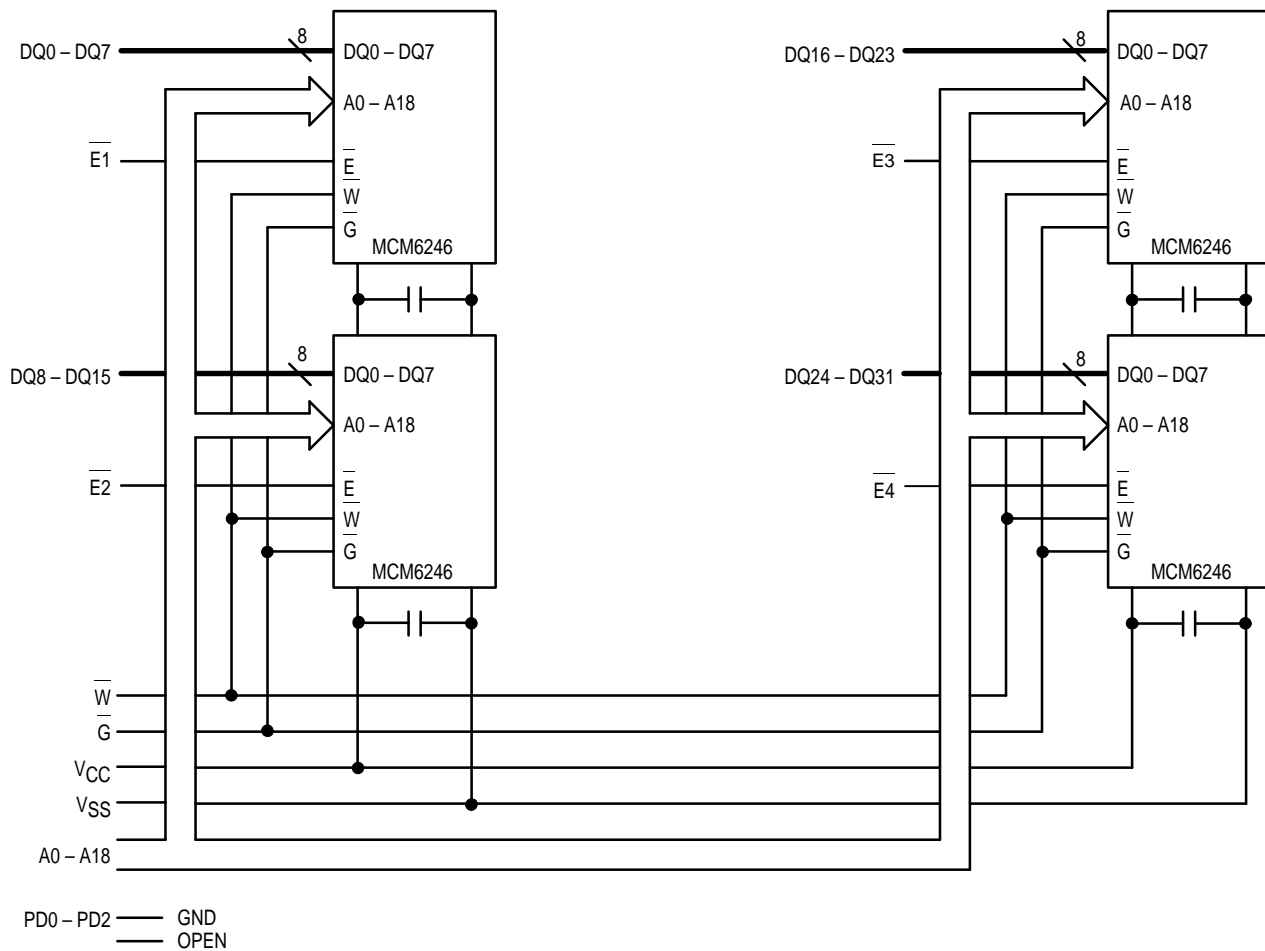 DQ0 – DQ7
8
DQ0 – DQ7
A0 – A18
E1
E
W
G
MCM6246
DQ8 – DQ15
8
DQ0 – DQ7
A0 – A18
E2
E
W
G
MCM6246
DQ16 – DQ23
8
DQ0 – DQ7
A0 – A18
E3
E
W
G
MCM6246
DQ24 – DQ31
8
DQ0 – DQ7
A0 – A18
E4
E
W
G
MCM6246
W
G
VCC
VSS
A0 – A18
PD0 – PD2
GND
OPEN